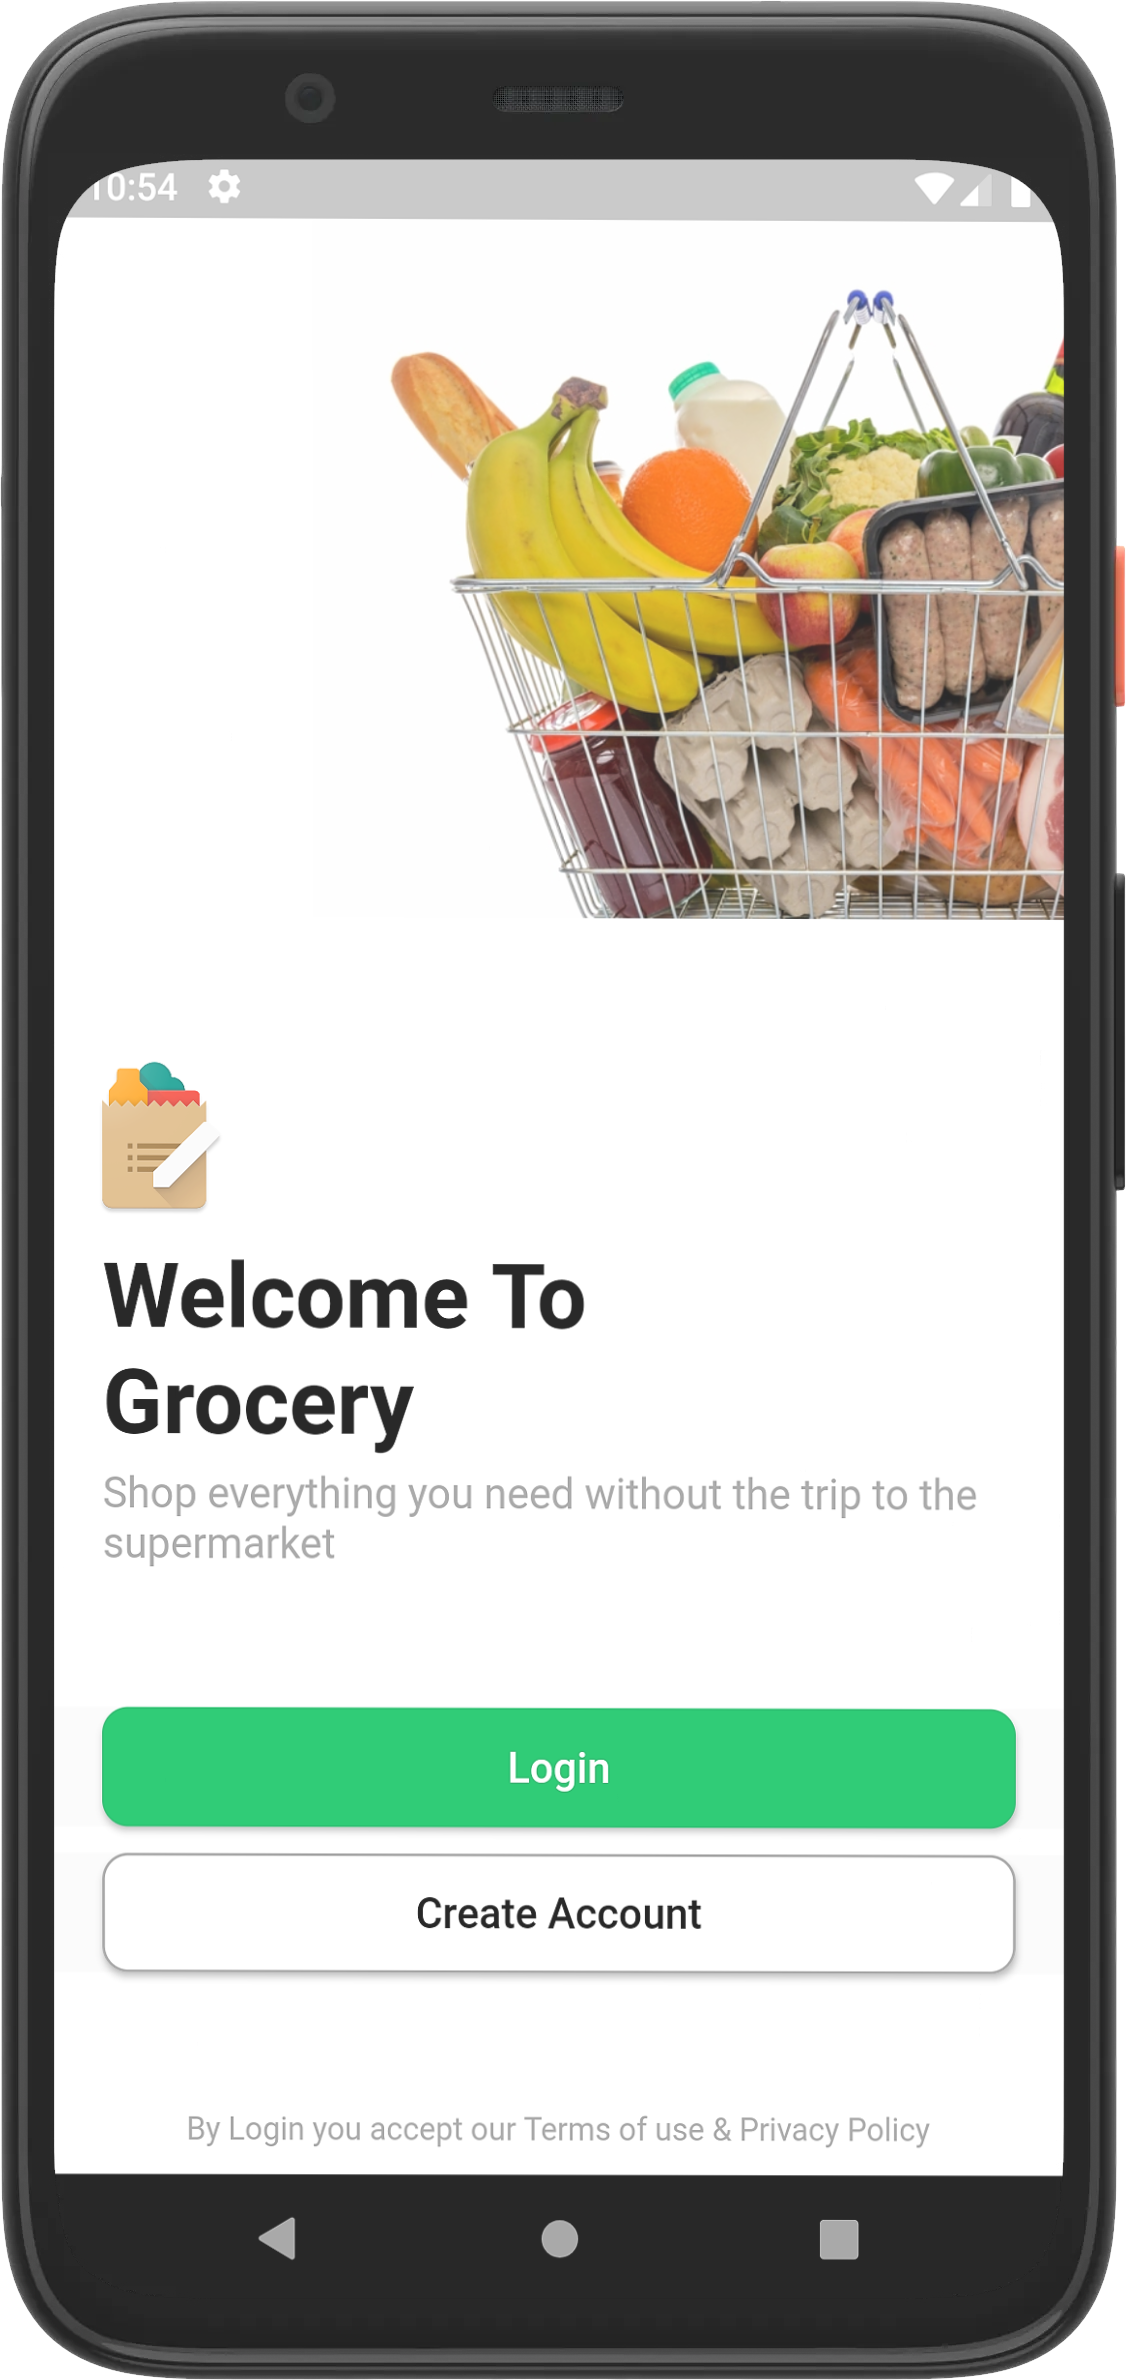 10:54
Welcome To
Grocery
Shop everything you need without the trip to the
supermarket
Login
Create Account
By Login you accept our Terms of use & Privacy Policy